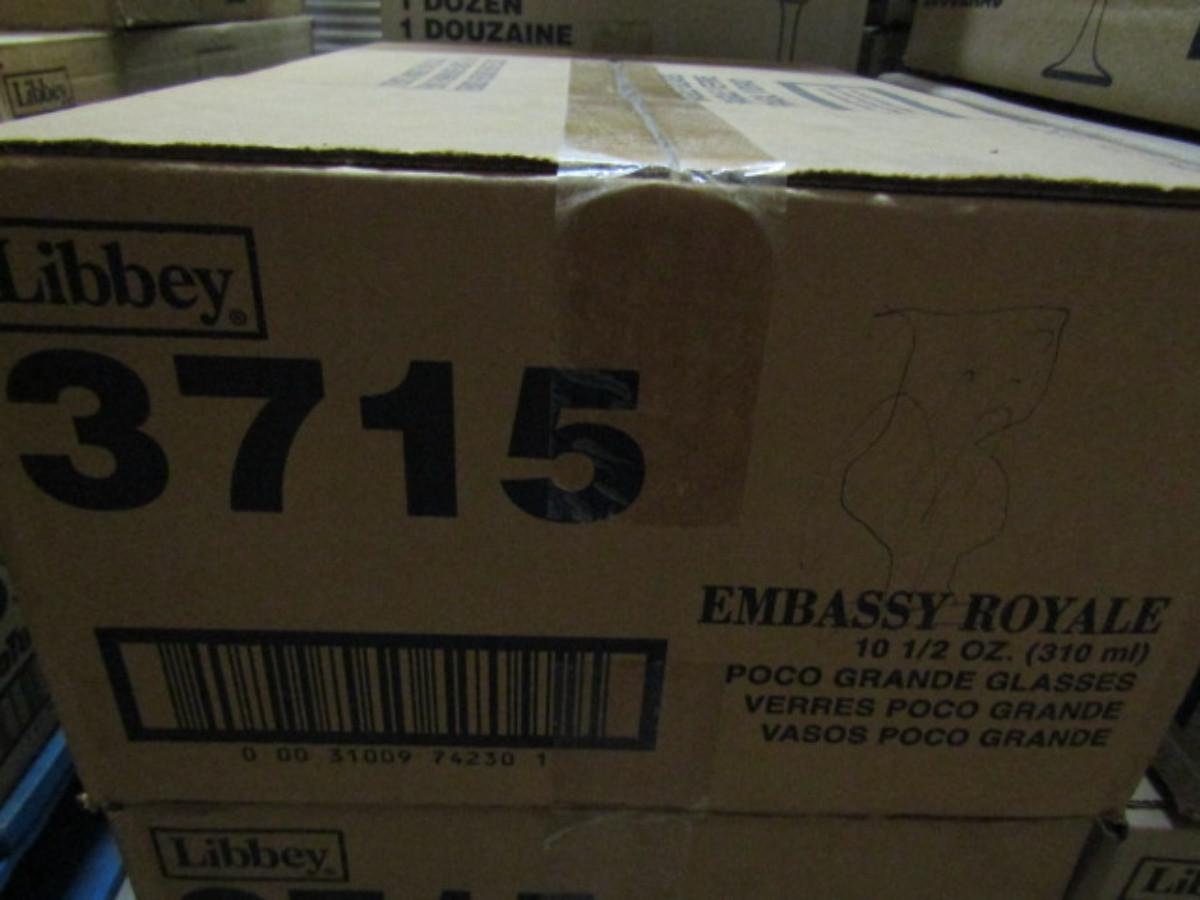 1 DOZEN
1 DOUZAINE
Libbey
Libbey®
3715
EMBASSY ROYALE
10 1/2 OZ. (310 ml)
POCO GRANDE GLASSES
VERRES POCO GRANDE
VASOS POCO GRANDE
0 00 31009 74230 1
Libbey